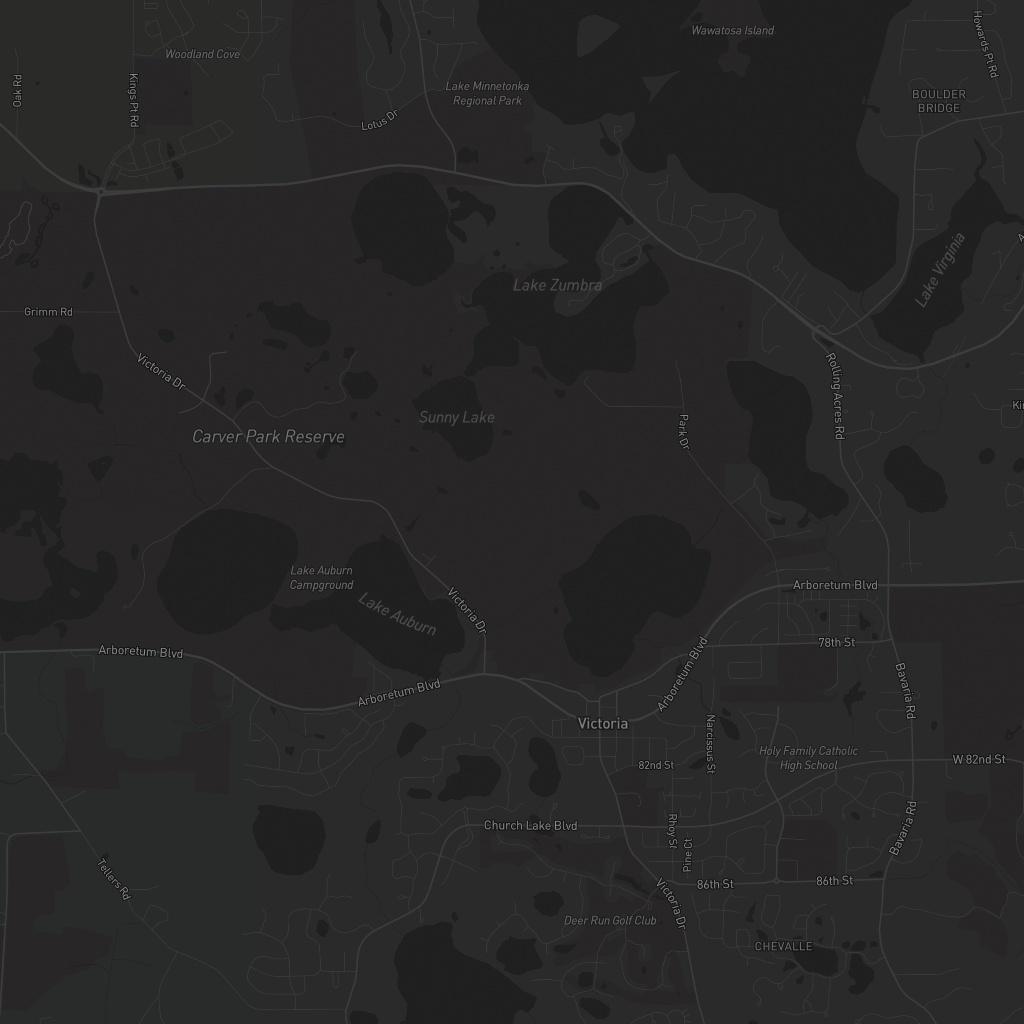 Wawatosa Island
Woodland Cove
Howards Pt Rd
Oak Rd
Kings Pt Rd
Lake Minnetonka
Regional Park
BOULDER
BRIDGE
Lotus Dr
Lake Virginia
Lake Zumbra
Grimm Rd
Victoria Dr
Rolling Acres Rd
Sunny Lake
Park Dr
Carver Park Reserve
Lake Auburn
Campground
Arboretum Blvd
Lake Auburn
Victoria Dr
78th St
Arboretum Blvd
Arboretum Blvd
Bavaria Rd
Arboretum Blvd
Victoria
Narcissus St
Holy Family Catholic
High School
W 82nd St
82nd St
Church Lake Blvd
Rhoy St
Bavaria Rd
Pine Ct
Tellers Rd
86th St
86th St
Victoria Dr
Deer Run Golf Club
CHEVALLE